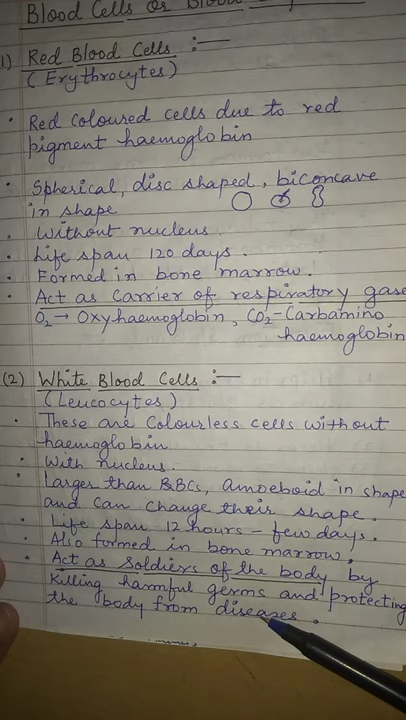 Blood Cells or Blood
1) Red Blood Cells :—
(Erythrocytes)
· Red coloured cells due to red
pigment haemoglobin
· Spherical, disc shaped, biconcave
in shape
· Without nucleus.
· Life span 120 days.
· Formed in bone marrow.
· Act as carrier of respiratory gase
O2 → Oxyhaemoglobin, CO2-Carbamino
haemoglobin
(2) White Blood Cells :—
(Leucocytes)
· These are Colourless cells without
haemoglobin
· With nucleus.
· Larger than RBCs, amoeboid in shape
and can change their shape.
· Life span 12 hours – few days.
· Also formed in bone marrow.
· Act as Soldiers of the body by
killing harmful germs and protecting
the body from diseases.